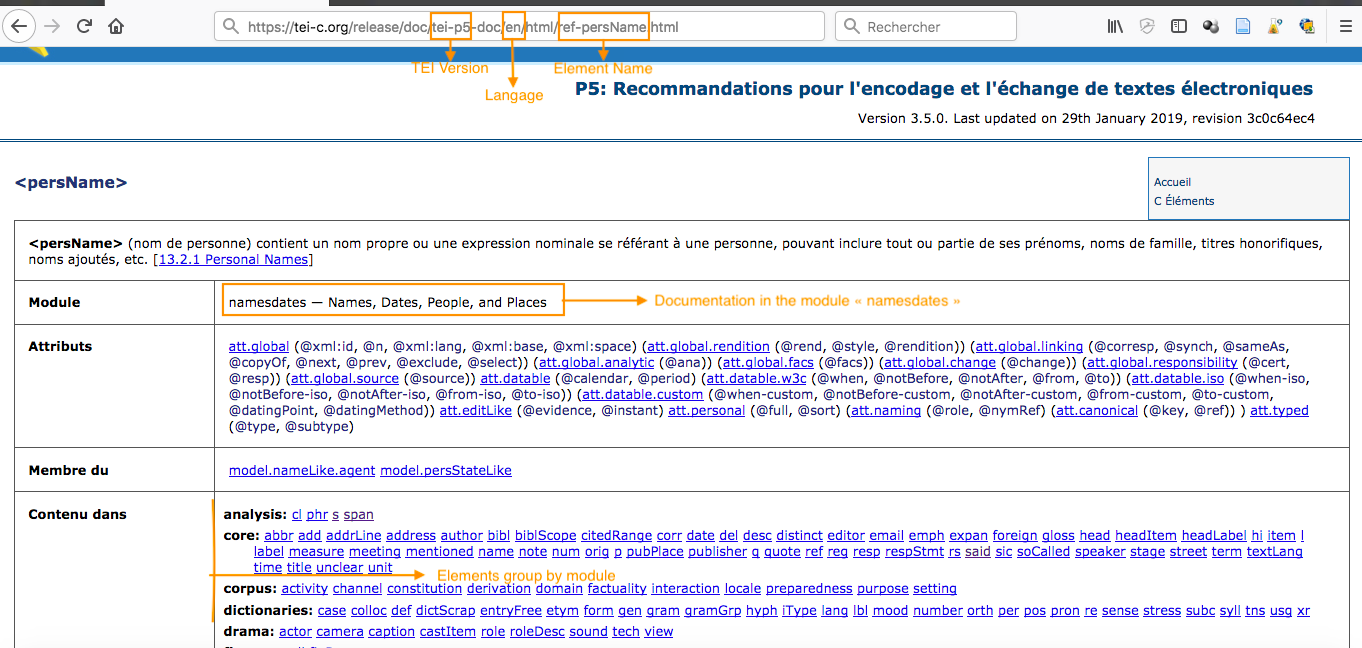 https://tei-c.org/release/doc/tei-p5-doc/en/html/ref-persName.html
Rechercher
TEI Version
Element Name
Langage
P5: Recommandations pour l'encodage et l'échange de textes électroniques
Version 3.5.0. Last updated on 29th January 2019, revision 3c0c64ec4
<persName>
Accueil
C Éléments
<persName> (nom de personne) contient un nom propre ou une expression nominale se référant à une personne, pouvant inclure tout ou partie de ses prénoms, noms de famille, titres honorifiques,
noms ajoutés, etc. [13.2.1 Personal Names]
Module
namesdates — Names, Dates, People, and Places
Documentation in the module « namesdates »
Attributs
att.global (@xml:id, @n, @xml:lang, @xml:base, @xml:space) (att.global.rendition (@rend, @style, @rendition)) (att.global.linking (@corresp, @synch, @sameAs,
@copyOf, @next, @prev, @exclude, @select)) (att.global.analytic (@ana)) (att.global.facs (@facs)) (att.global.change (@change)) (att.global.responsibility (@cert,
@resp)) (att.global.source (@source)) att.datable (@calendar, @period) (att.datable.w3c (@when, @notBefore, @notAfter, @from, @to)) (att.datable.iso (@when-iso,
@notBefore-iso, @notAfter-iso, @from-iso, @to-iso)) (att.datable.custom (@when-custom, @notBefore-custom, @notAfter-custom, @from-custom, @to-custom,
@datingPoint, @datingMethod)) att.editLike (@evidence, @instant) att.personal (@full, @sort) (att.naming (@role, @nymRef) (att.canonical (@key, @ref)) ) att.typed
(@type, @subtype)
Membre du
model.nameLike.agent model.persStateLike
Contenu dans
analysis: cl phr s span
core: abbr add addrLine address author bibl biblScope citedRange corr date del desc distinct editor email emph expan foreign gloss head headItem headLabel hi item l
label measure meeting mentioned name note num orig p pubPlace publisher q quote ref reg resp respStmt rs said sic soCalled speaker stage street term textLang
time title unclear unit
Elements group by module
corpus: activity channel constitution derivation domain factuality interaction locale preparedness purpose setting
dictionaries: case colloc def dictScrap entryFree etym form gen gram gramGrp hyph iType lang lbl mood number orth per pos pron re sense stress subc syll tns usg xr
drama: actor camera caption castItem role roleDesc sound tech view